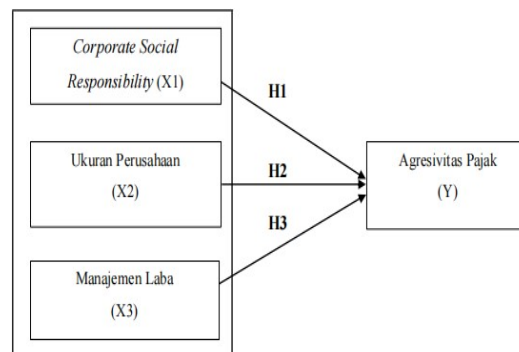 Corporate Social
Responsibility (X1)
H1
Ukuran Perusahaan
(X2)
H2
Agresivitas Pajak
(Y)
H3
Manajemen Laba
(X3)